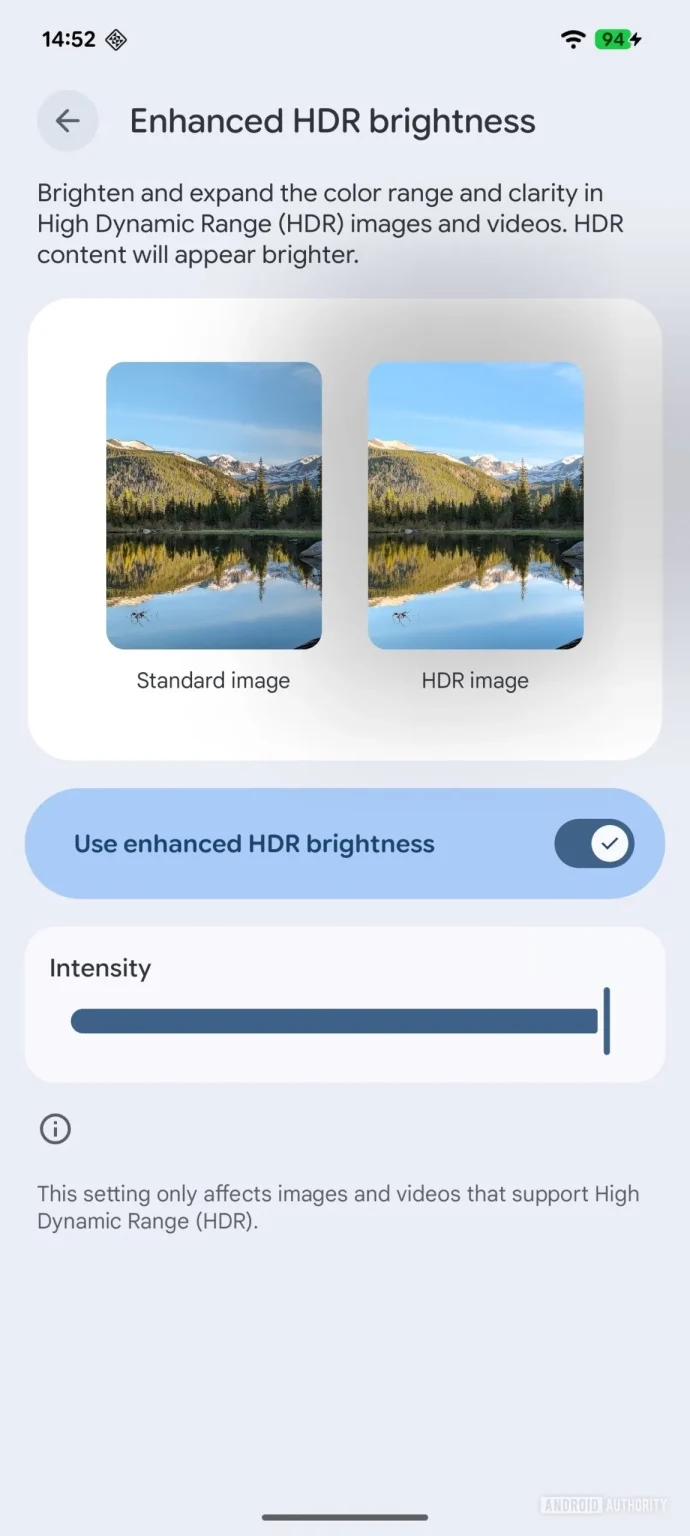 14:52
94
Enhanced HDR brightness
Brighten and expand the color range and clarity in
High Dynamic Range (HDR) images and videos. HDR
content will appear brighter.
Standard image
HDR image
Use enhanced HDR brightness
Intensity
This setting only affects images and videos that support High
Dynamic Range (HDR).
ANDROID AUTHORITY